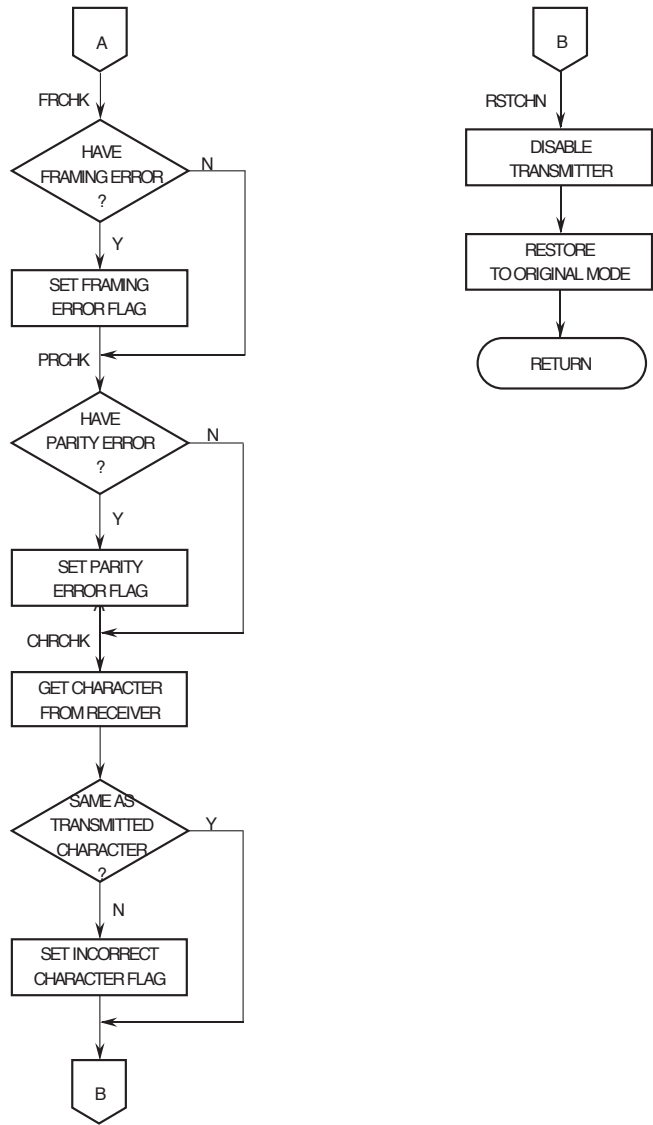 A
FRCHK
HAVE
FRAMING ERROR
?
N
Y
SET FRAMING
ERROR FLAG
PRCHK
HAVE
PARITY ERROR
?
N
Y
SET PARITY
ERROR FLAG
CHRCHK
GET CHARACTER
FROM RECEIVER
SAME AS
TRANSMITTED
CHARACTER
?
Y
N
SET INCORRECT
CHARACTER FLAG
B
B
RSTCHN
DISABLE
TRANSMITTER
RESTORE
TO ORIGINAL MODE
RETURN